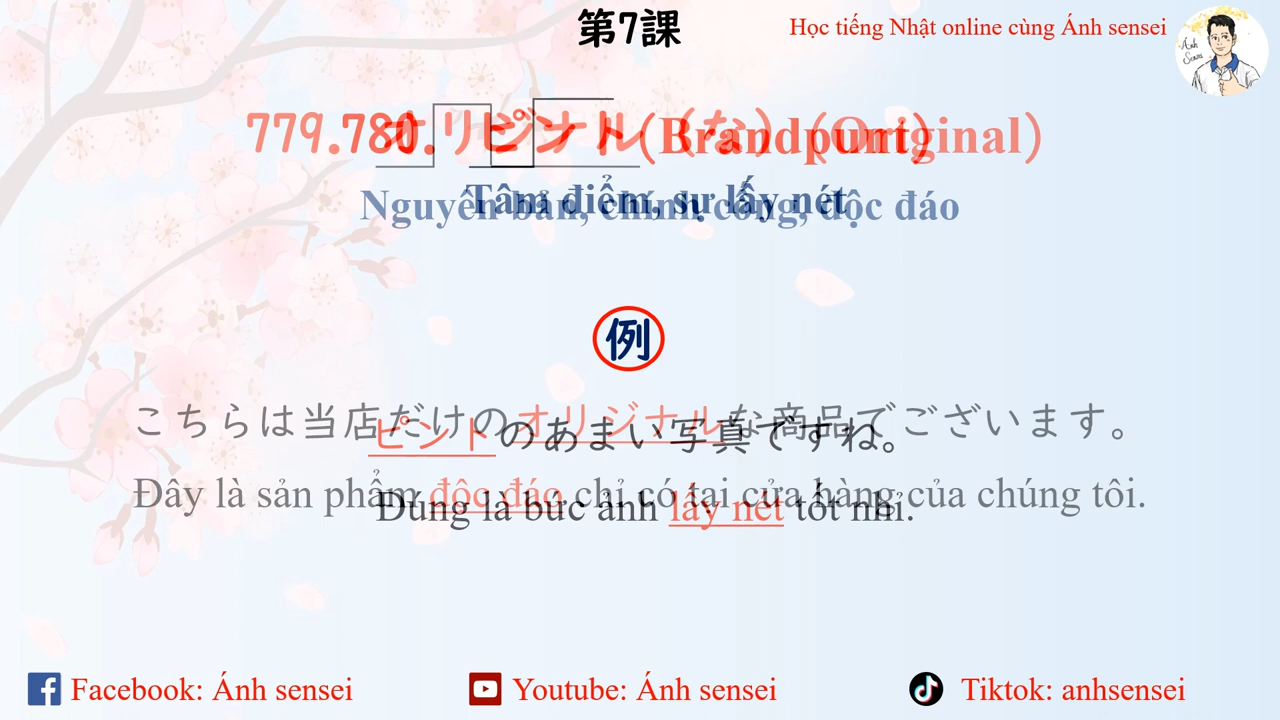 第7課
Học tiếng Nhật online cùng Ánh sensei
Ánh Sensei
779. オリジナル (な) (Original)
780. ピント (Brandpunt)
Nguyên bản, chính công, độc đáo
Tâm điểm, sự lấy nét
例
こちらは当店だけのオリジナルな商品でございます。
ピントのあまい写真ですね。
Đây là sản phẩm độc đáo chỉ có tại cửa hàng của chúng tôi.
Đúng là bức ảnh lấy nét tốt nhỉ.
Facebook: Ánh sensei
Youtube: Ánh sensei
Tiktok: anhsensei